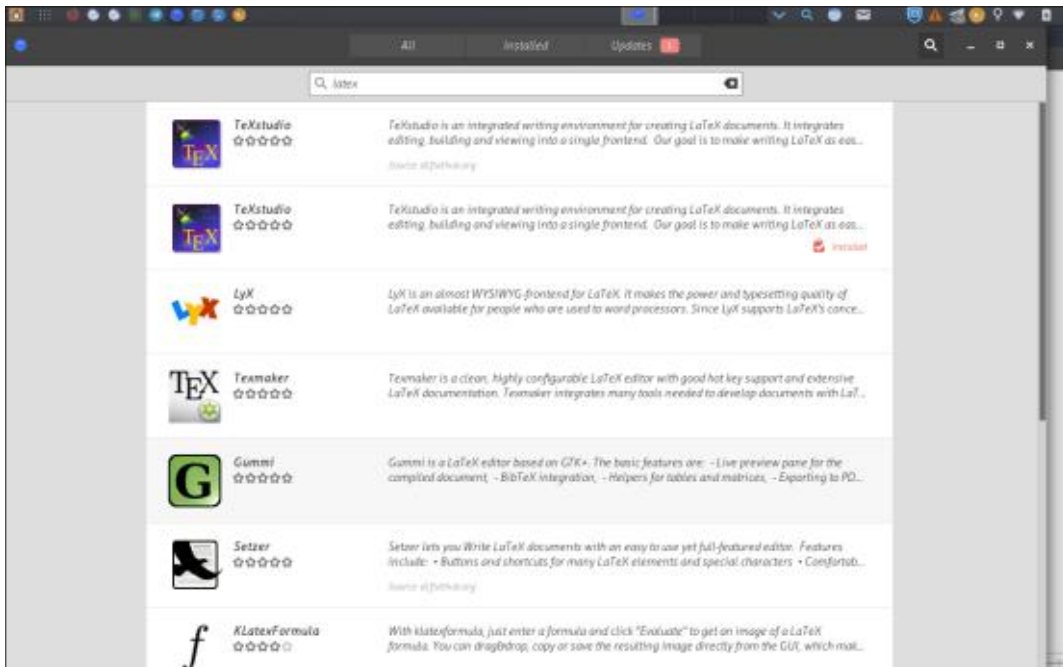 All
Installed
Updates
latex
TeXstudio
TeXstudio is an integrated writing environment for creating LaTeX documents. It integrates
editing, building and viewing into a single frontend. Our goal is to make writing LaTeX as eas...
TeXstudio
TeXstudio is an integrated writing environment for creating LaTeX documents. It integrates
editing, building and viewing into a single frontend. Our goal is to make writing LaTeX as eas...
Installed
LyX
LyX is an almost WYSIWYG-frontend for LaTeX. It makes the power and typesetting quality of
LaTeX available for people who are used to word processors. Since LyX supports LaTeX's conce...
TEX
Texmaker
Texmaker is a clean, highly configurable LaTeX editor with good hot key support and extensive
LaTeX documentation. Texmaker integrates many tools needed to develop documents with LaT...
G
Gummi
Gummi is a LaTeX editor based on GTK+. The basic features are: - Live preview pane for the
compiled document, - BibTeX integration, - Helpers for tables and matrices, - Exporting to PD...
Setzer
Setzer lets you Write LaTeX documents with an easy to use yet full-featured editor. Features
include: • Buttons and shortcuts for many LaTeX elements and special characters • Comfortab...
f
KLatexFormula
With klatexformula, just enter a formula and click "Evaluate" to get an image of a LaTeX
formula. You can drag&drop, copy or save the resulting image directly from the GUI, which mak...